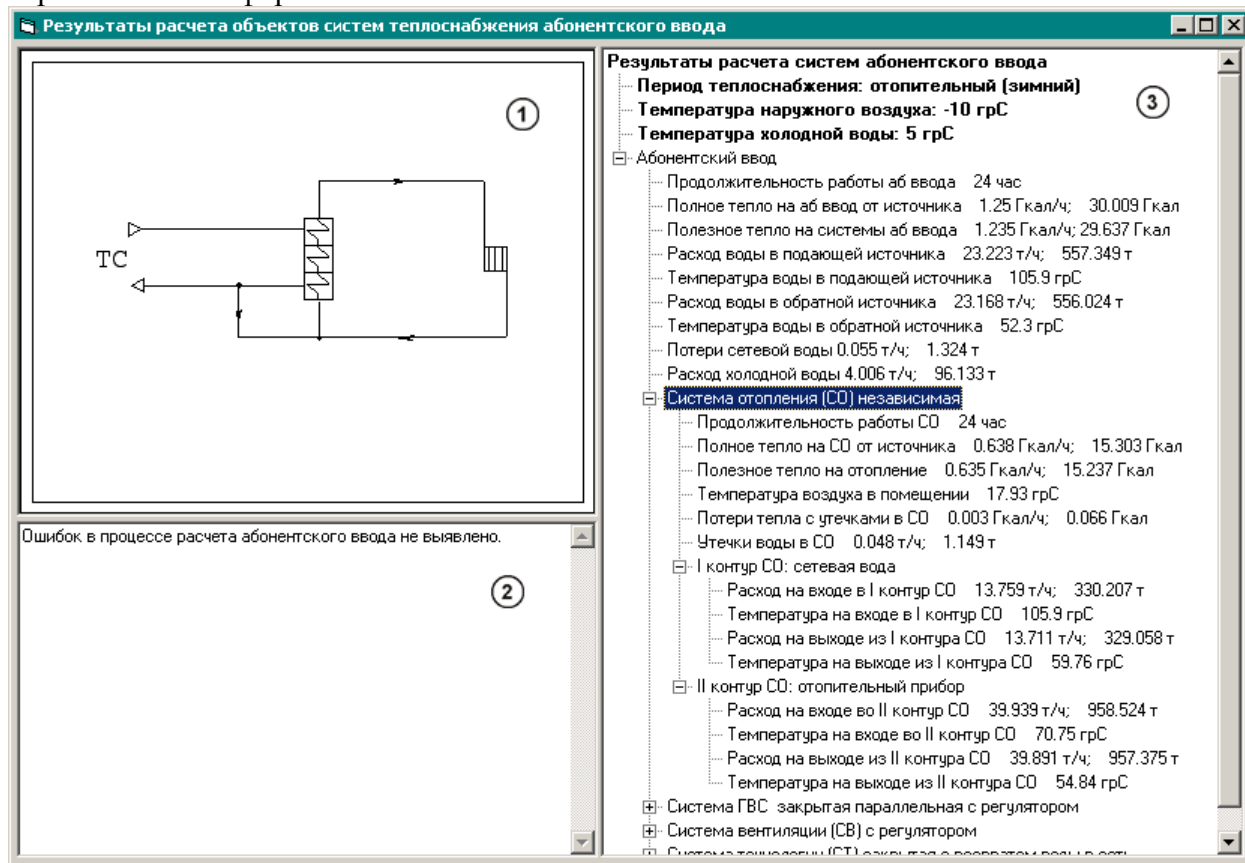 Результаты расчета объектов систем теплоснабжения абонентского ввода
1
ТС
Ошибок в процессе расчета абонентского ввода не выявлено.
2
3
Результаты расчета систем абонентского ввода
Период теплоснабжения: отопительный (зимний)
Температура наружного воздуха: -10 грС
Температура холодной воды: 5 грС
Абонентский ввод
Продолжительность работы аб ввода 24 час
Полное тепло на аб ввод от источника 1.25 Гкал/ч; 30.009 Гкал
Полезное тепло на системы аб ввода 1.235 Гкал/ч; 29.637 Гкал
Расход воды в подающей источника 23.223 т/ч; 557.349 т
Температура воды в подающей источника 105.9 грС
Расход воды в обратной источника 23.168 т/ч; 556.024 т
Температура воды в обратной источника 52.3 грС
Потери сетевой воды 0.055 т/ч; 1.324 т
Расход холодной воды 4.006 т/ч; 96.133 т
Система отопления (СО) независимая
Продолжительность работы СО 24 час
Полное тепло на СО от источника 0.638 Гкал/ч; 15.303 Гкал
Полезное тепло на отопление 0.635 Гкал/ч; 15.237 Гкал
Температура воздуха в помещении 17.93 грС
Потери тепла с утечками в СО 0.003 Гкал/ч; 0.066 Гкал
Утечки воды в СО 0.048 т/ч; 1.149 т
I контур СО: сетевая вода
Расход на входе в I контур СО 13.759 т/ч; 330.207 т
Температура на входе в I контур СО 105.9 грС
Расход на выходе из I контура СО 13.711 т/ч; 329.058 т
Температура на выходе из I контура СО 59.76 грС
II контур СО: отопительный прибор
Расход на входе во II контур СО 39.939 т/ч; 958.524 т
Температура на входе во II контур СО 70.75 грС
Расход на выходе из II контура СО 39.891 т/ч; 957.375 т
Температура на выходе из II контура СО 54.84 грС
Система ГВС закрытая параллельная с регулятором
Система вентиляции (СВ) с регулятором
Система технологии (СТ) закрытая с возвратом воды в сеть